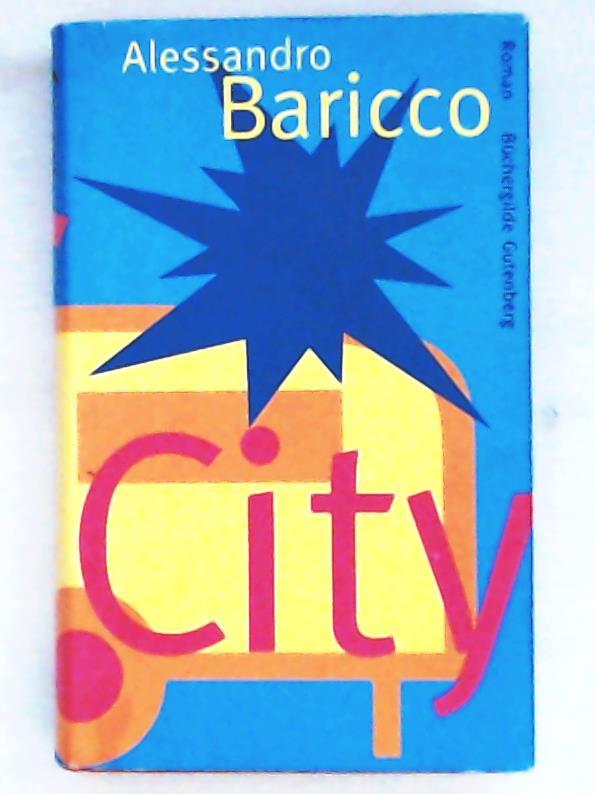 Alessandro
Baricco
Roman Büchergilde Gutenberg
City